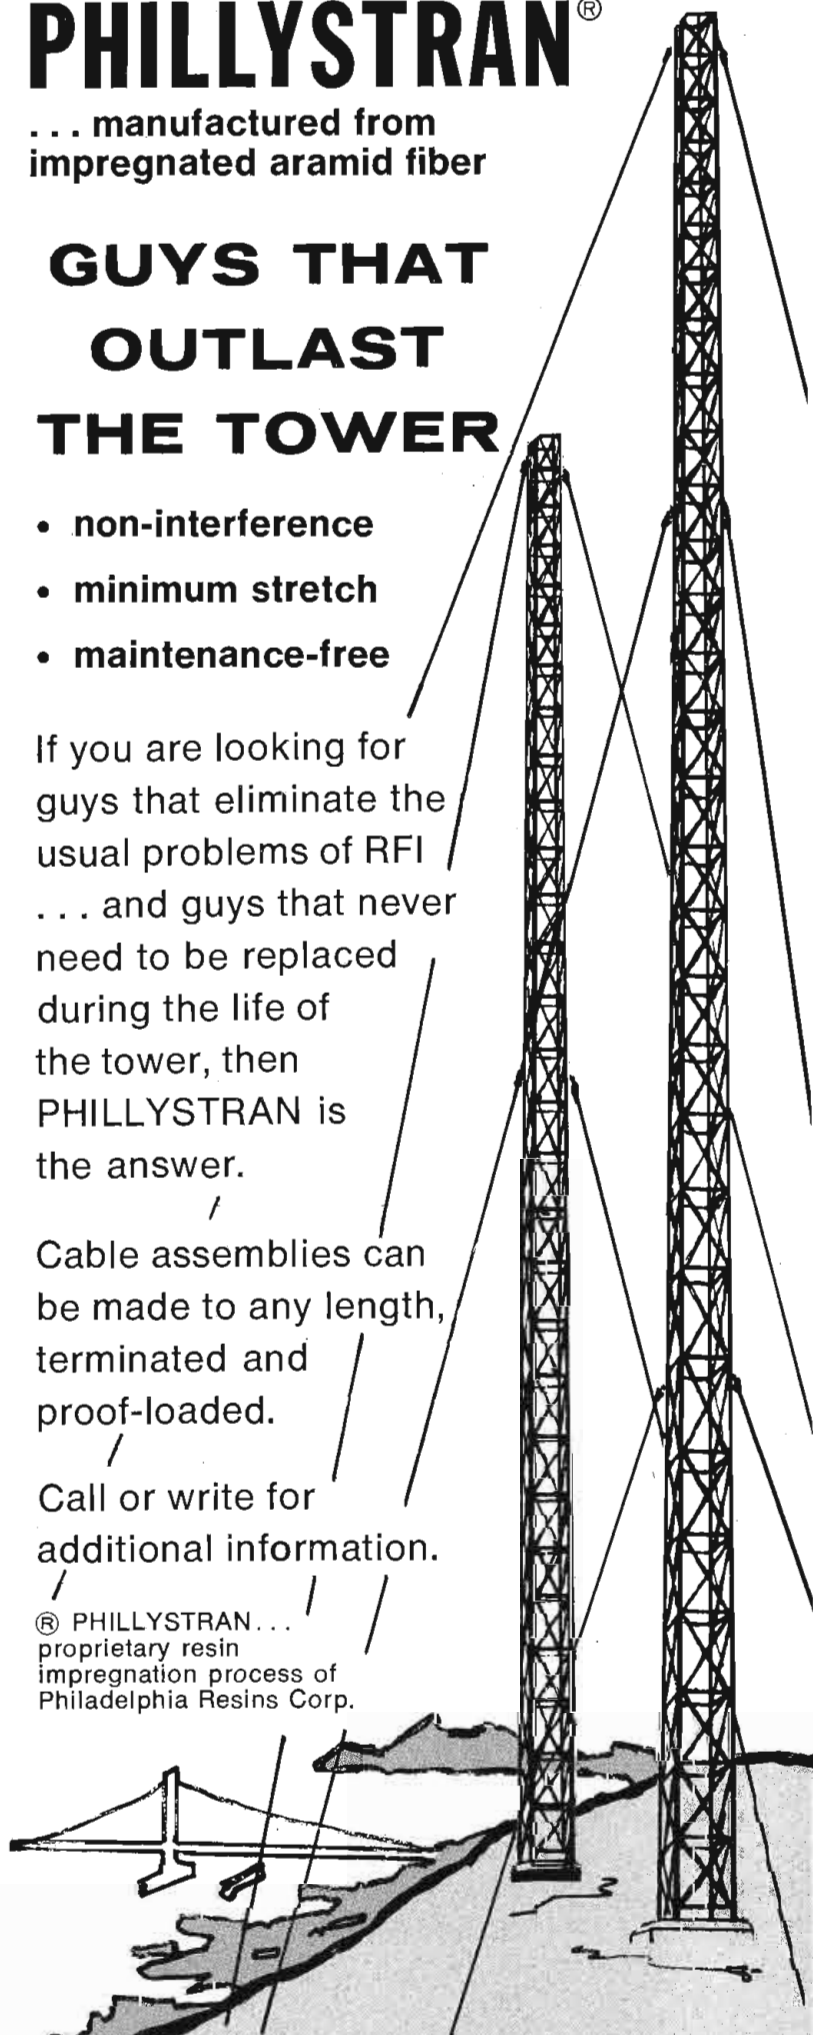 PHILLYSTRAN®
... manufactured from
impregnated aramid fiber
GUYS THAT
OUTLAST
THE TOWER
• non-interference
• minimum stretch
• maintenance-free
If you are looking for
guys that eliminate the
usual problems of RFI
... and guys that never
need to be replaced
during the life of
the tower, then
PHILLYSTRAN is
the answer.
Cable assemblies can
be made to any length,
terminated and
proof-loaded.
Call or write for
additional information.
® PHILLYSTRAN...
proprietary resin
impregnation process of
Philadelphia Resins Corp.